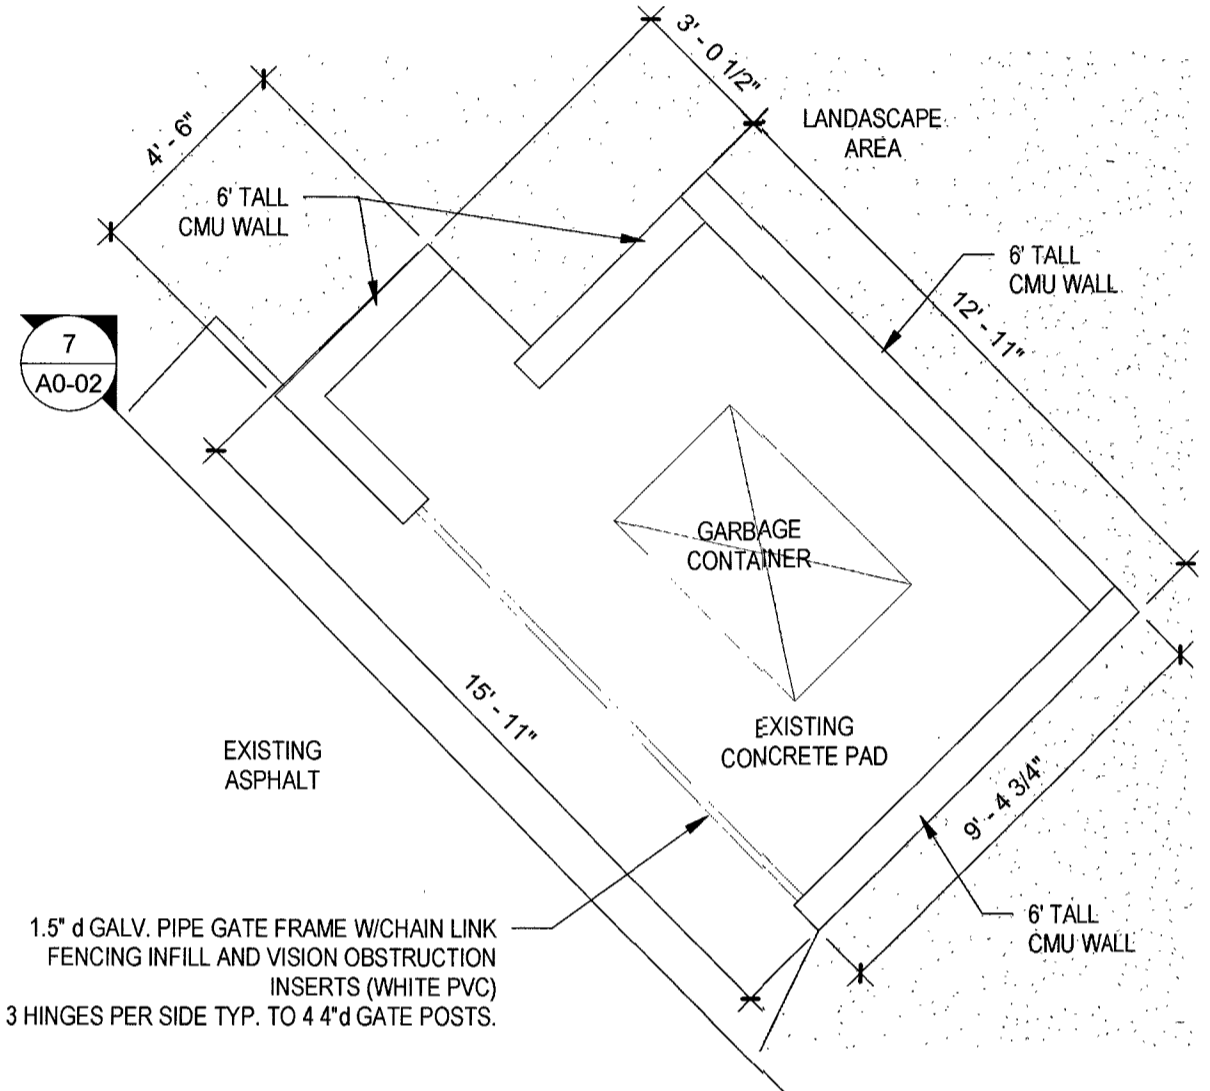 3' - 0 1/2"
4' - 6"
LANDASCAPE
AREA
6' TALL
CMU WALL
6' TALL
CMU WALL
12' - 11"
7
A0-02
GARBAGE
CONTAINER
15' - 11"
EXISTING
CONCRETE PAD
EXISTING
ASPHALT
9' - 4 3/4"
6' TALL
CMU WALL
1.5" d GALV. PIPE GATE FRAME W/CHAIN LINK
FENCING INFILL AND VISION OBSTRUCTION
INSERTS (WHITE PVC)
3 HINGES PER SIDE TYP. TO 4 4"d GATE POSTS.